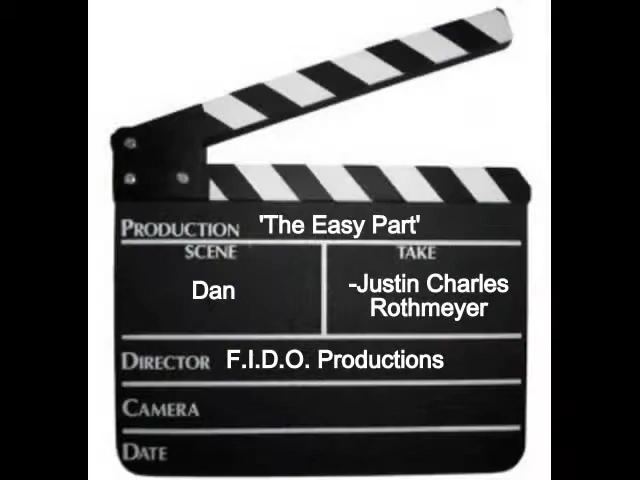 PRODUCTION 'The Easy Part'
SCENE TAKE
Dan -Justin Charles
Rothmeyer
DIRECTOR F.I.D.O. Productions
CAMERA
DATE